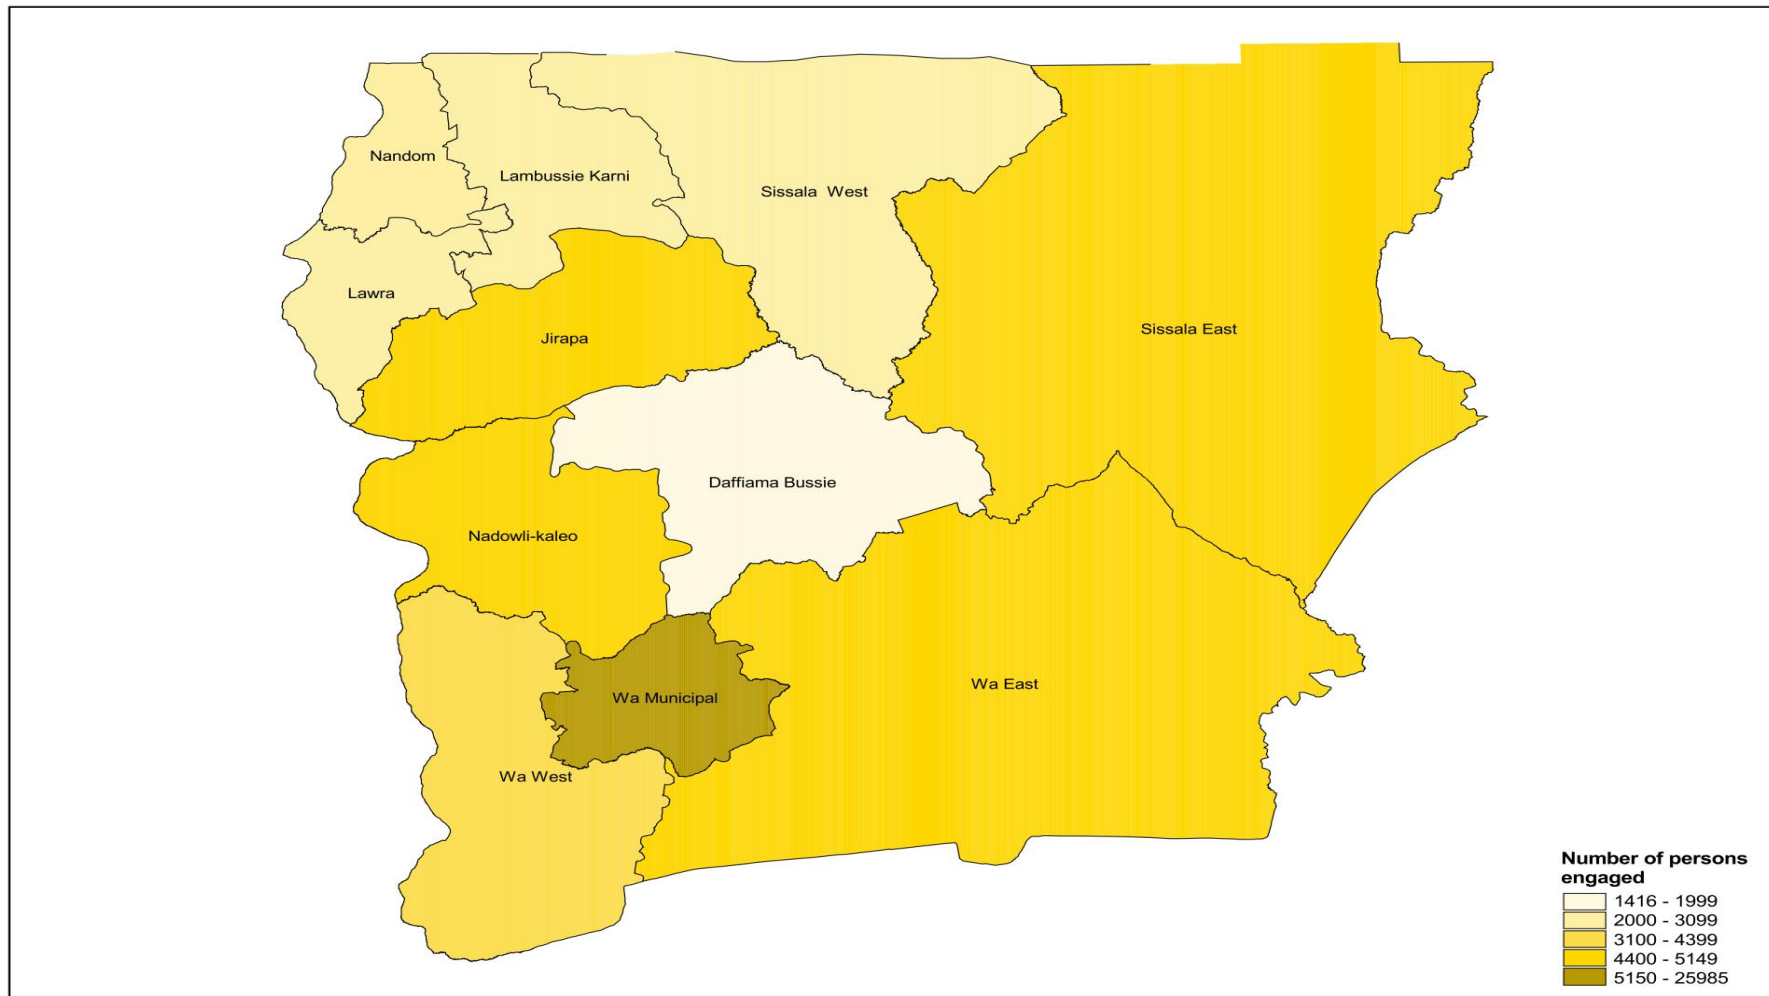 Nandom
Lambussie Karni
Sissala West
Lawra
Jirapa
Sissala East
Daffiama Bussie
Nadowli-kaleo
Wa East
Wa Municipal
Wa West
Number of persons
engaged
1416 - 1999
2000 - 3099
3100 - 4399
4400 - 5149
5150 - 25985